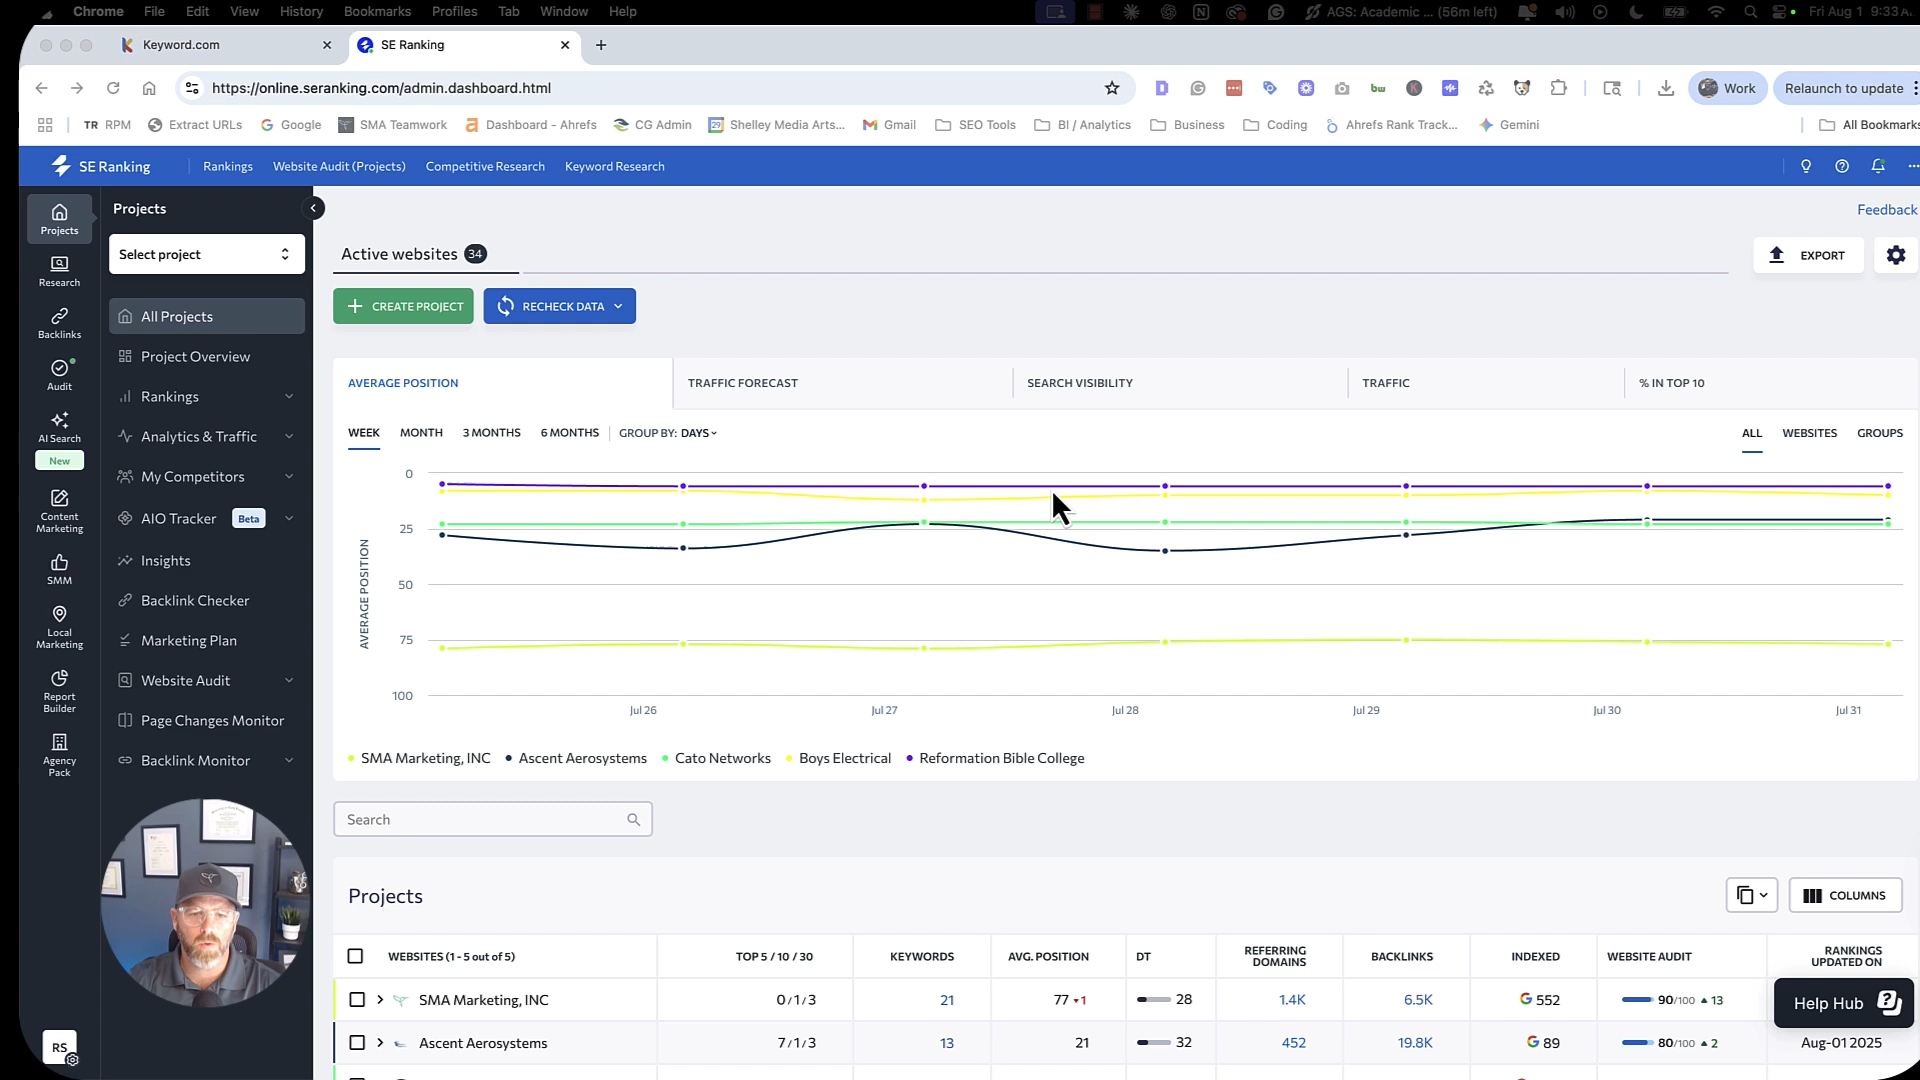 Chrome File Edit View History Bookmarks Profiles Tab Window Help AGS: Academic ... (56m left) Fri Aug 1 9:33
Keyword.com SE Ranking
https://online.seranking.com/admin.dashboard.html Work Relaunch to update
TR RPM Extract URLs Google SMA Teamwork Dashboard - Ahrefs CG Admin Shelley Media Arts... Gmail SEO Tools BI / Analytics Business Coding Ahrefs Rank Track... Gemini All Bookmarks
SE Ranking Rankings Website Audit (Projects) Competitive Research Keyword Research
Projects
Research
Backlinks
Audit
AI Search
New
Content
Marketing
SMM
Local
Marketing
Report
Builder
Agency
Pack
RS
Projects
Select project
All Projects
Project Overview
Rankings
Analytics & Traffic
My Competitors
AIO Tracker Beta
Insights
Backlink Checker
Marketing Plan
Website Audit
Page Changes Monitor
Backlink Monitor
Feedback
Active websites 34
EXPORT
CREATE PROJECT RECHECK DATA
AVERAGE POSITION TRAFFIC FORECAST SEARCH VISIBILITY TRAFFIC % IN TOP 10
WEEK MONTH 3 MONTHS 6 MONTHS GROUP BY: DAYS ALL WEBSITES GROUPS
AVERAGE POSITION
0
25
50
75
100
Jul 26 Jul 27 Jul 28 Jul 29 Jul 30 Jul 31
SMA Marketing, INC Ascent Aerosystems Cato Networks Boys Electrical Reformation Bible College
Search
Projects
COLUMNS
WEBSITES (1 - 5 out of 5) TOP 5 / 10 / 30 KEYWORDS AVG. POSITION DT REFERRING DOMAINS BACKLINKS INDEXED WEBSITE AUDIT RANKINGS UPDATED ON
SMA Marketing, INC 0/1/3 21 77 1 28 1.4K 6.5K 552 90/100 13
Ascent Aerosystems 7/1/3 13 21 32 452 19.8K 89 80/100 2 Aug-01 2025
Help Hub